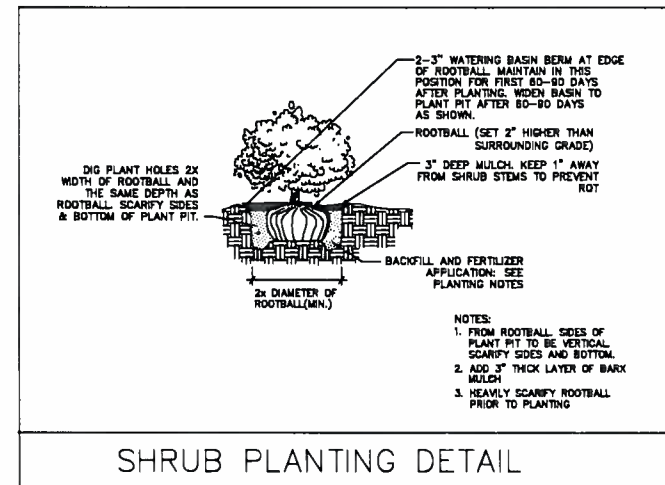 2-3" WATERING BASIN BERM AT EDGE
OF ROOTBALL. MAINTAIN IN THIS
POSITION FOR FIRST 60-90 DAYS
AFTER PLANTING. WIDEN BASIN TO
PLANT PIT AFTER 60-90 DAYS
AS SHOWN.
ROOTBALL (SET 2" HIGHER THAN
SURROUNDING GRADE)
3" DEEP MULCH. KEEP 1" AWAY
FROM SHRUB STEMS TO PREVENT
ROT
DIG PLANT HOLES 2X
WIDTH OF ROOTBALL AND
THE SAME DEPTH AS
ROOTBALL. SCARIFY SIDES
& BOTTOM OF PLANT PIT.
BACKFILL AND FERTILIZER
APPLICATION: SEE
PLANTING NOTES
2x DIAMETER OF
ROOTBALL(MIN.)
NOTES:
1. FROM ROOTBALL. SIDES OF
PLANT PIT TO BE VERTICAL.
SCARIFY SIDES AND BOTTOM.
2. ADD 3" THICK LAYER OF BARK
MULCH
3. HEAVILY SCARIFY ROOTBALL
PRIOR TO PLANTING
SHRUB PLANTING DETAIL